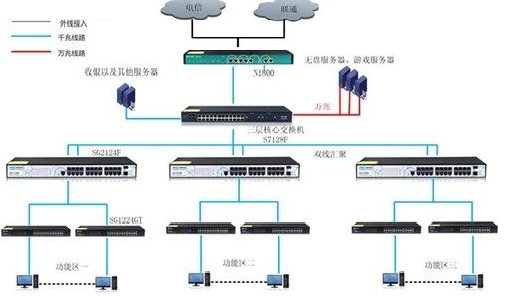 电信
联通
外线接入
千兆线路
万兆线路
N1800
收银以及其他服务器
无盘服务器、游戏服务器
万兆
三层核心交换机
S7128F
SG2124F
双线汇聚
SG1224GT
功能区一
功能区二
功能区三